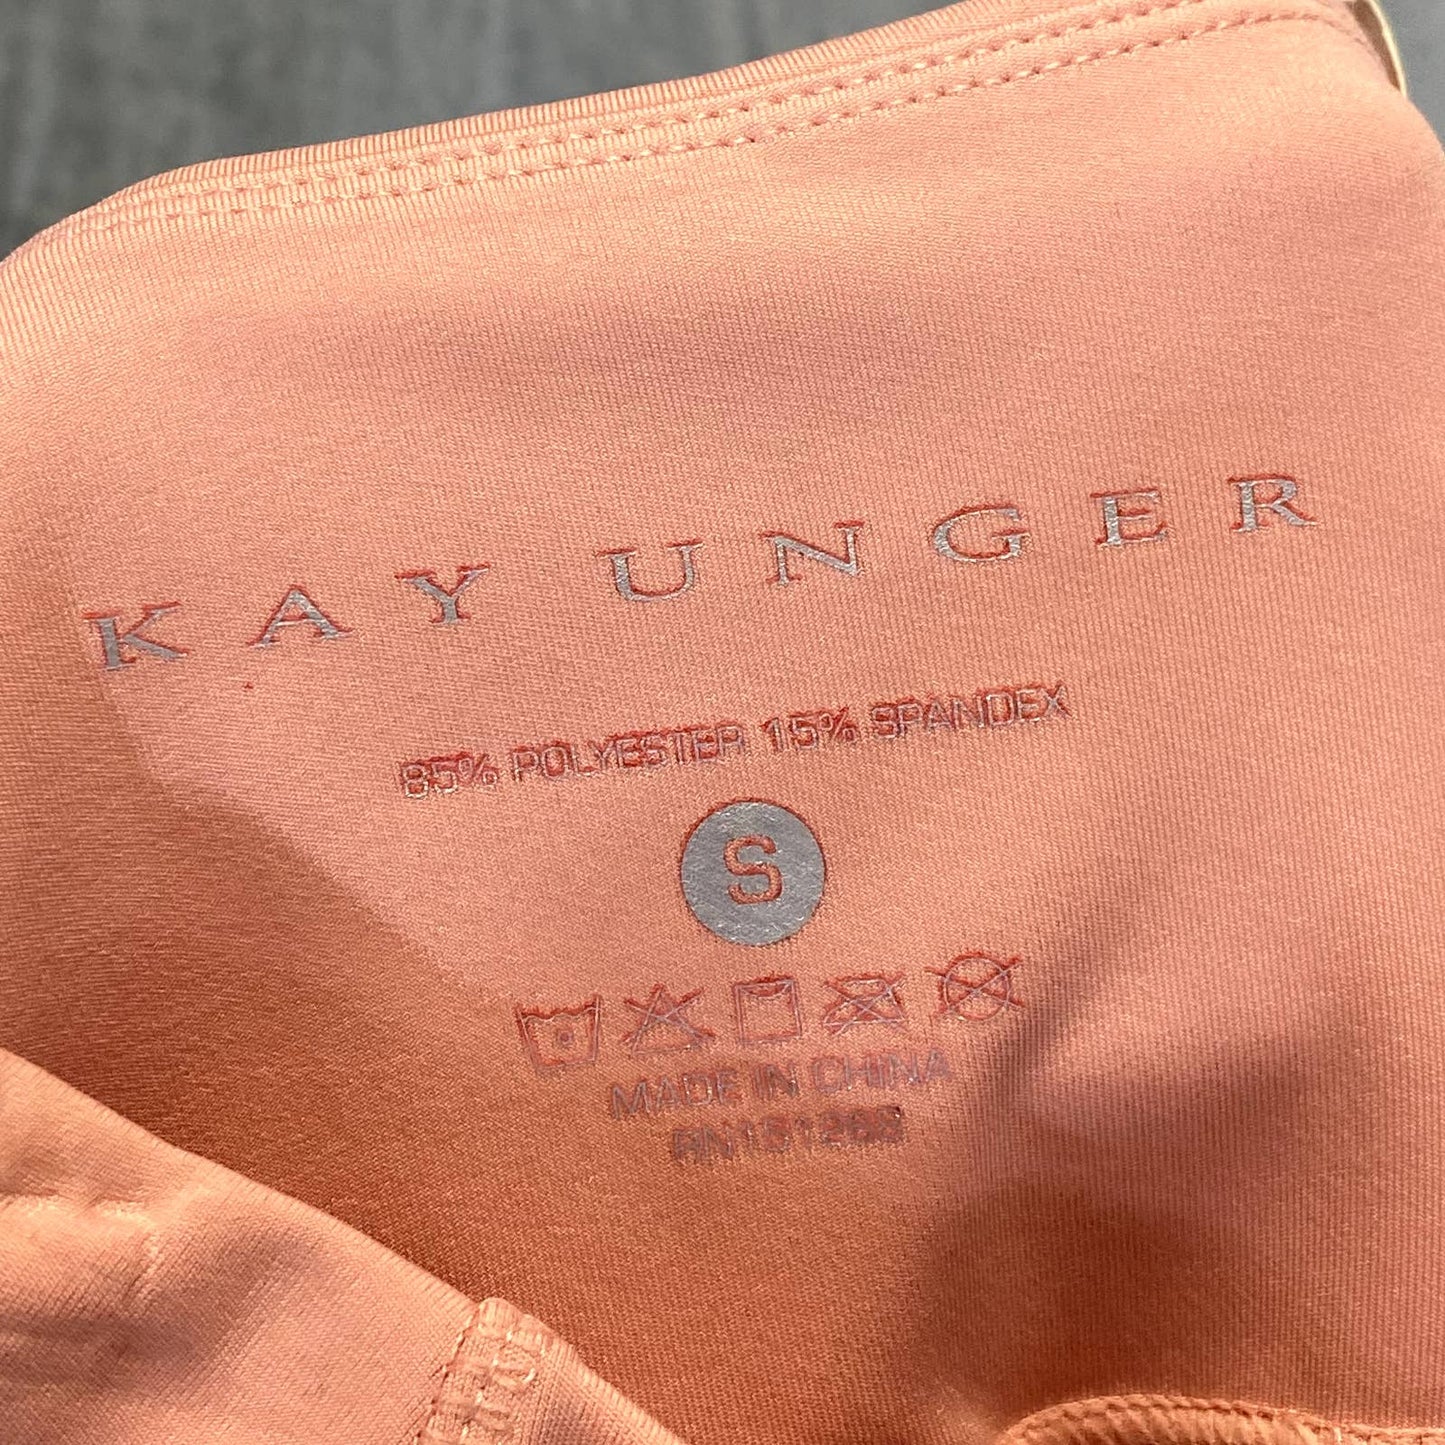 KAY UNGER
85% POLYESTER 15% SPANDEX
S
MADE IN CHINA